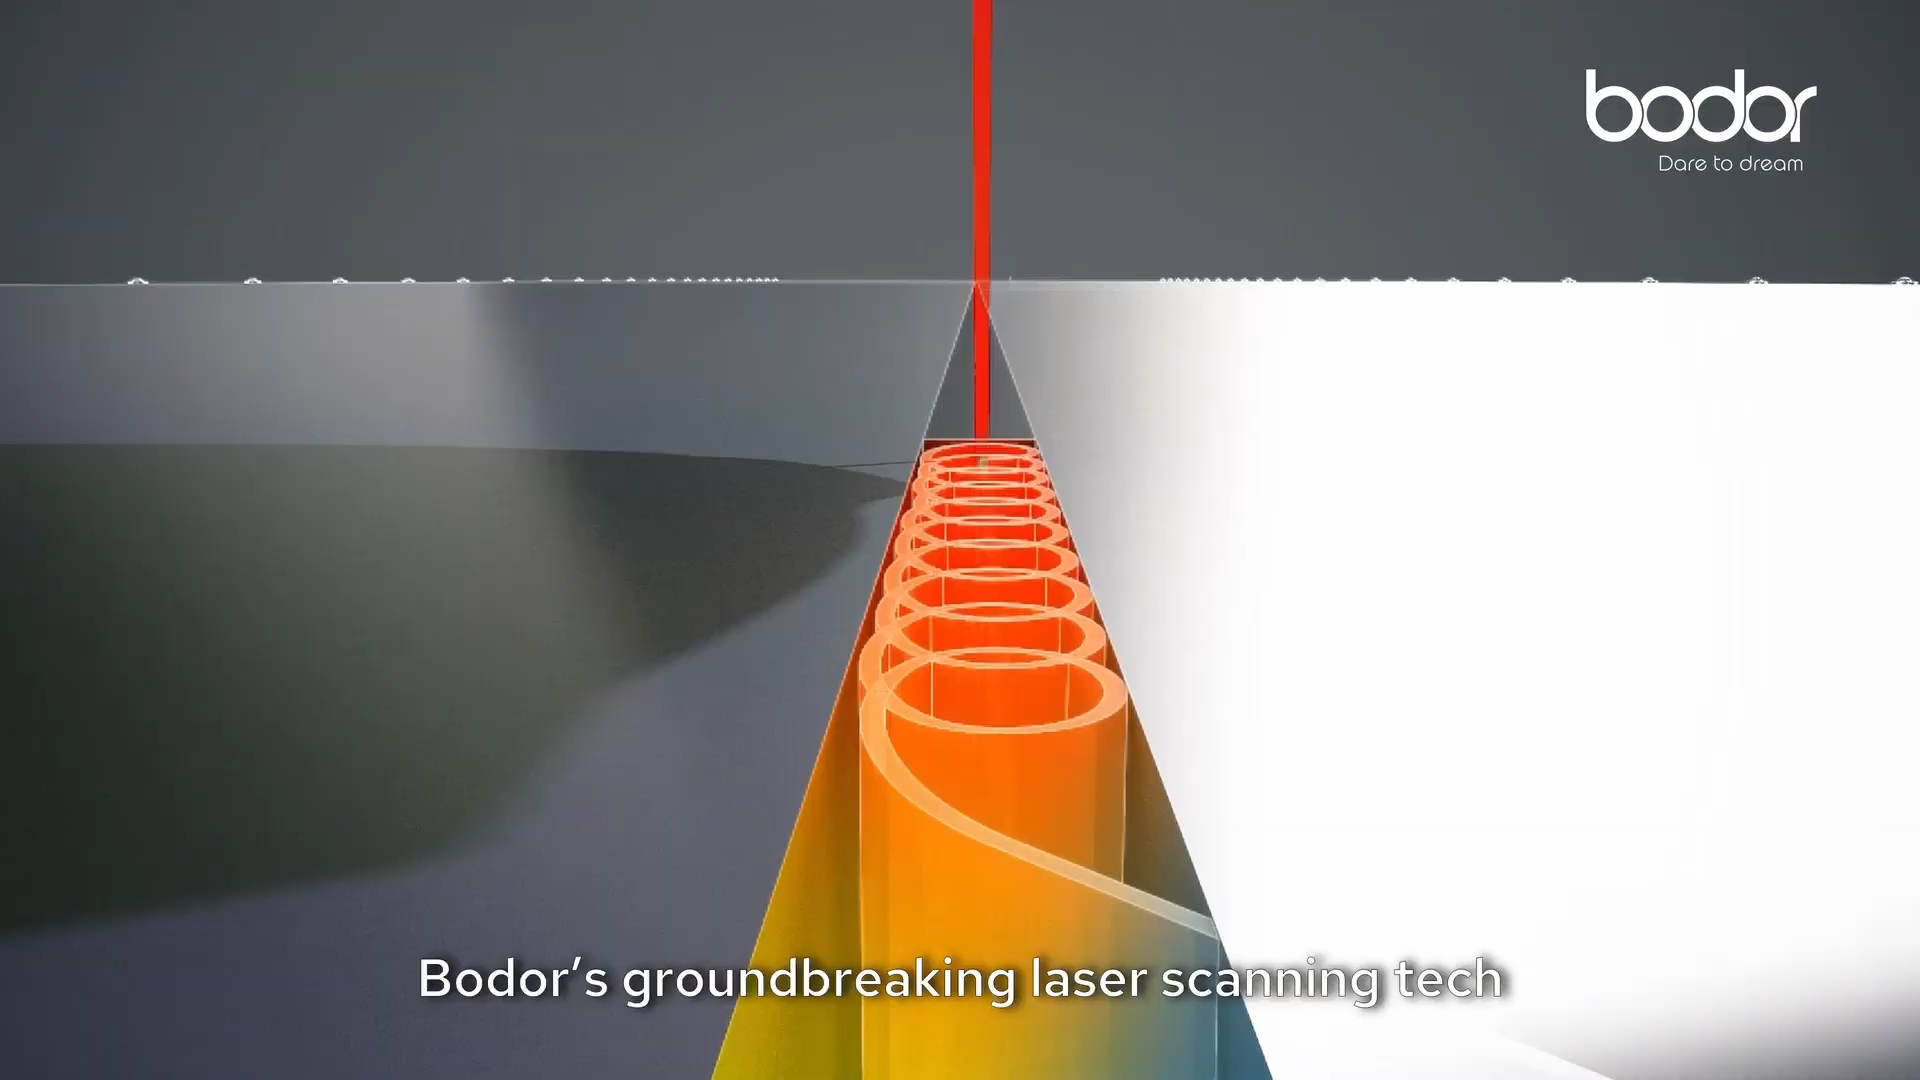 bodor
Dare to dream
Bodor’s groundbreaking laser scanning tech